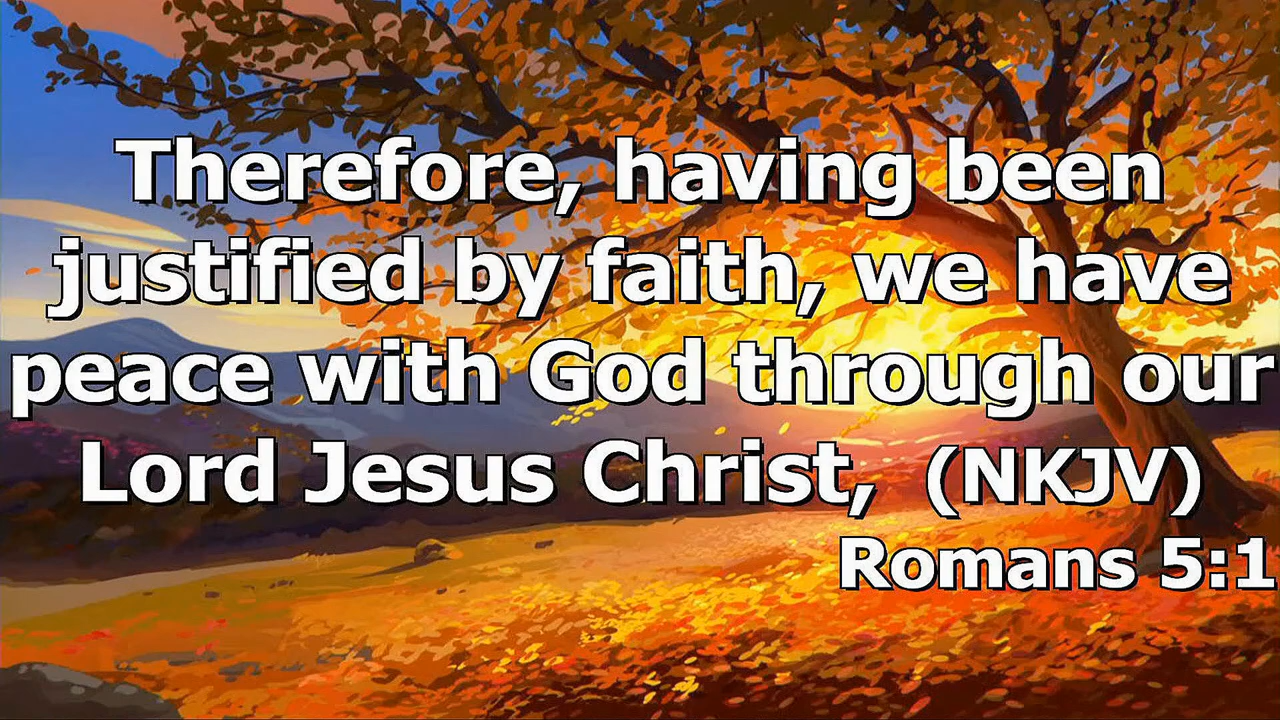 Therefore, having been
justified by faith, we have
peace with God through our
Lord Jesus Christ, (NKJV)
Romans 5:1